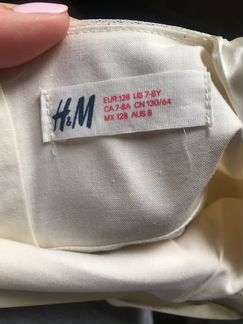 H&M
EUR 128 US 7-8Y
CA 7-8A CN 130/64
MX 128 AUS 8